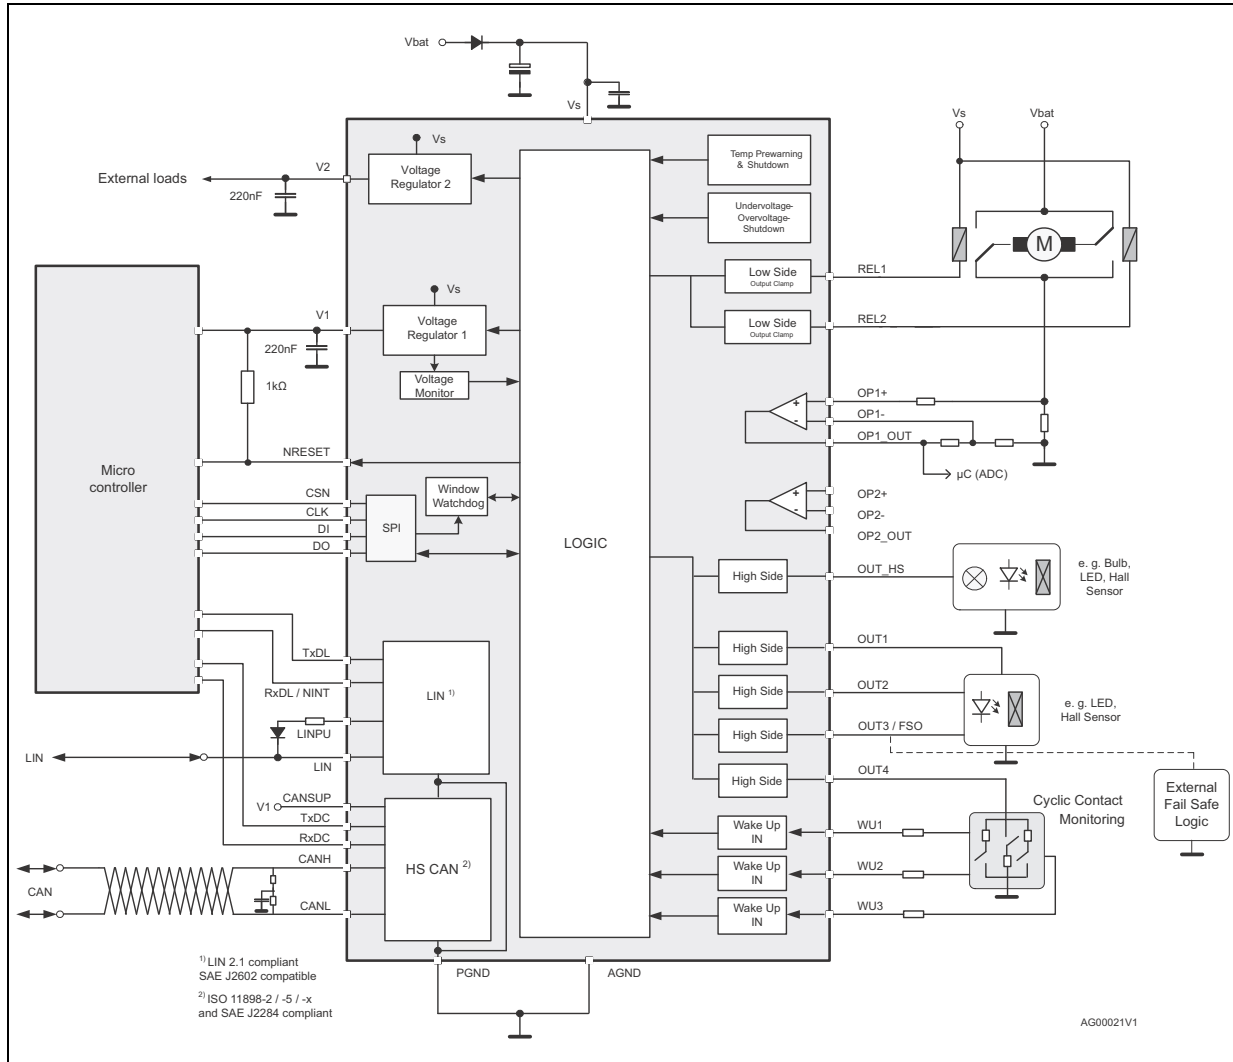 Vbat
Vs
Vs
Vbat
Vs
V2
Voltage
Regulator 2
External loads
220nF
Temp Prewarning
& Shutdown
Undervoltage-
Overvoltage-
Shutdown
M
Low Side
Output Clamp
REL1
Vs
V1
Voltage
Regulator 1
Low Side
Output Clamp
REL2
220nF
1kΩ
Voltage
Monitor
OP1+
OP1-
OP1_OUT
µC (ADC)
NRESET
Micro
controller
CSN
CLK
DI
DO
SPI
Window
Watchdog
LOGIC
OP2+
OP2-
OP2_OUT
High Side
OUT_HS
e. g. Bulb,
LED, Hall
Sensor
TxDL
RxDL / NINT
LIN 1)
LINPU
LIN
LIN
High Side
OUT1
High Side
OUT2
High Side
OUT3 / FSO
High Side
OUT4
e. g. LED,
Hall Sensor
External
Fail Safe
Logic
Cyclic Contact
Monitoring
V1
CANSUP
TxDC
RxDC
CANH
CAN
CANL
HS CAN 2)
Wake Up
IN
WU1
Wake Up
IN
WU2
Wake Up
IN
WU3
PGND
AGND
1) LIN 2.1 compliant
SAE J2602 compatible
2) ISO 11898-2 / -5 / -x
and SAE J2284 compliant
AG00021V1
+
-
+
-